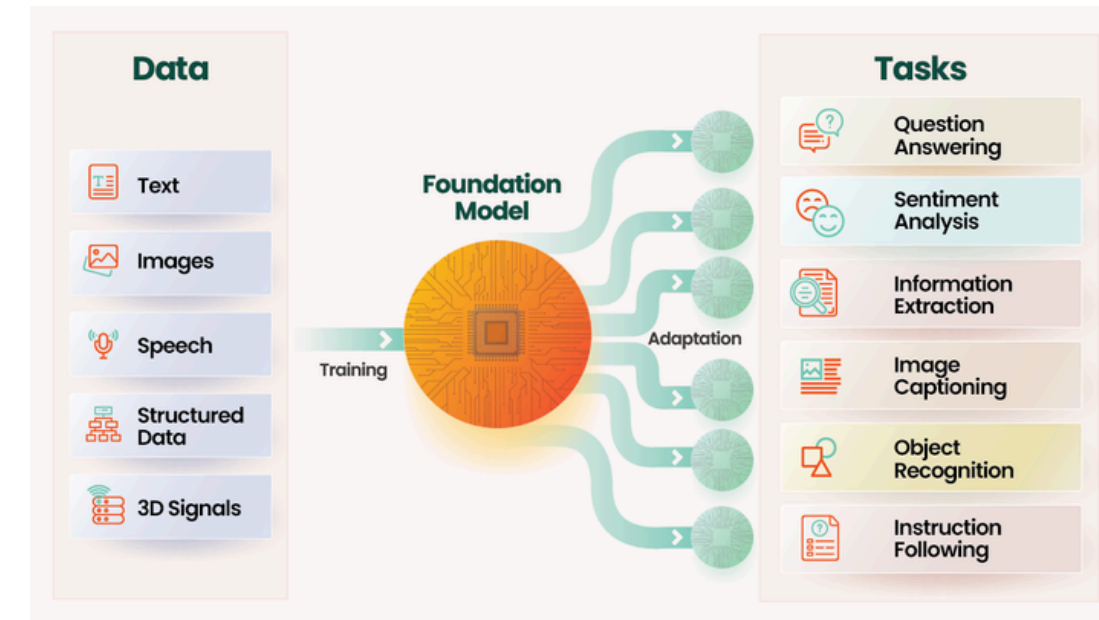 Data
Text
Images
Speech
Structured
Data
3D Signals
Training
Foundation
Model
Adaptation
Tasks
Question
Answering
Sentiment
Analysis
Information
Extraction
Image
Captioning
Object
Recognition
Instruction
Following